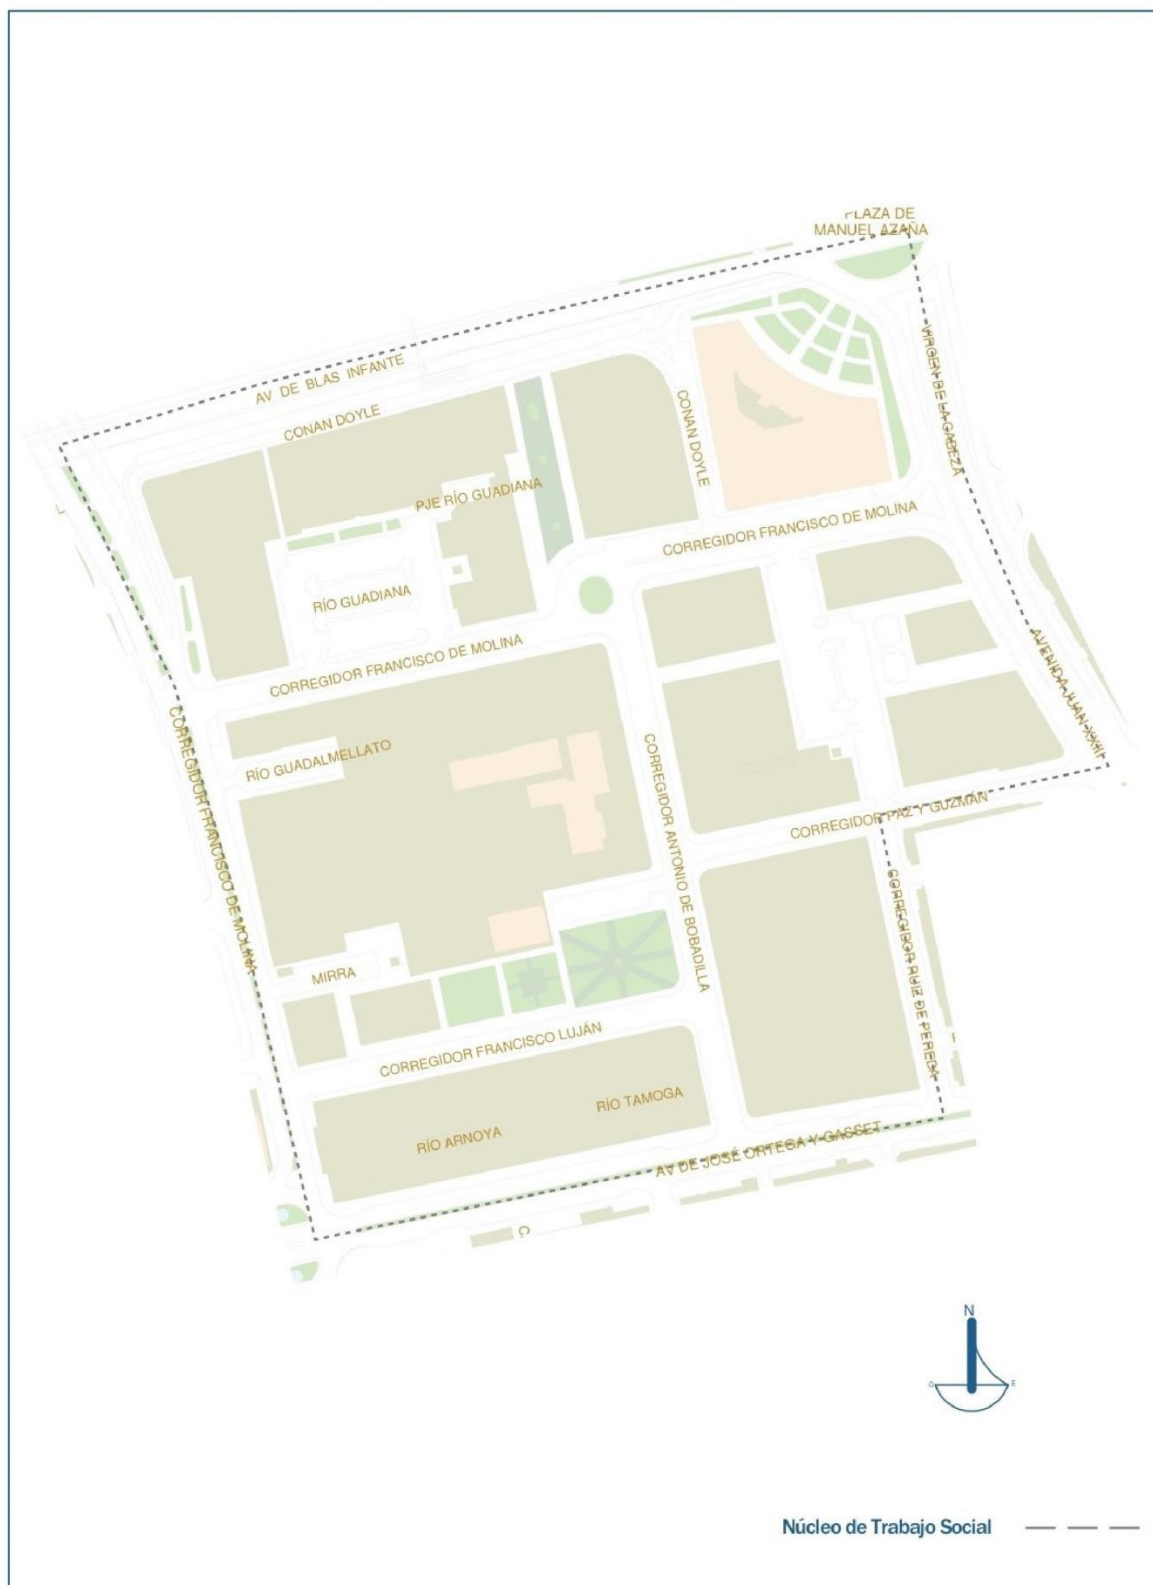 PLAZA DE
MANUEL AZAÑA
AV DE BLAS INFANTE
CONAN DOYLE
VIRGEN DE LA CABEZA
CONAN DOYLE
PJE RÍO GUADIANA
CORREGIDOR FRANCISCO DE MOLINA
RÍO GUADIANA
CORREGIDOR FRANCISCO DE MOLINA
AVENIDA JUAN XXIII
CORREGIDOR FRANCISCO DE MOLINA
RÍO GUADALMELLATO
CORREGIDOR ANTONIO DE BOBADILLA
CORREGIDOR PAZ Y GUZMÁN
CORREGIDOR RUIZ DE PEREDA
MIRRA
CORREGIDOR FRANCISCO LUJÁN
RÍO TAMOGA
RÍO ARNOYA
AV DE JOSÉ ORTEGA Y GASSET
N
O
E
Núcleo de Trabajo Social